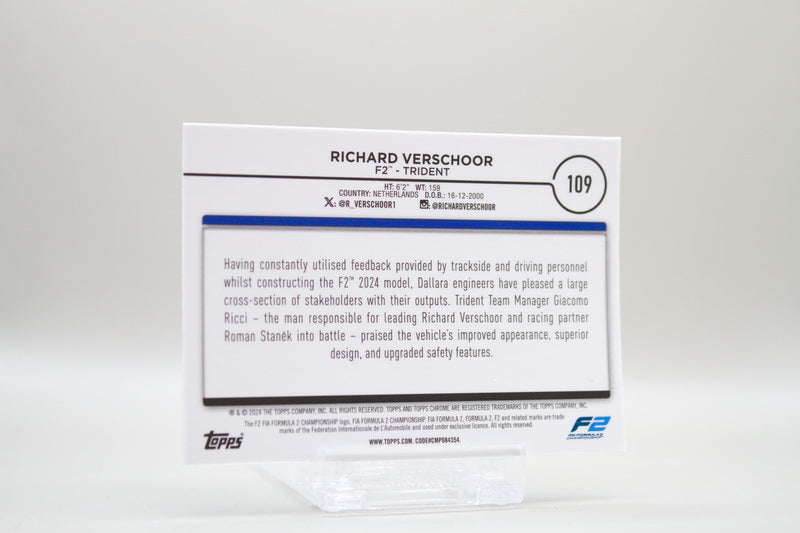 RICHARD VERSCHOOR
F2™ - TRIDENT
109
HT: 6'2" WT: 159
COUNTRY: NETHERLANDS D.O.B.: 16-12-2000
X: @R_VERSCHOOR1 @RICHARDVERSCHOOR
Having constantly utilised feedback provided by trackside and driving personnel
whilst constructing the F2™ 2024 model, Dallara engineers have pleased a large
cross-section of stakeholders with their outputs. Trident Team Manager Giacomo
Ricci – the man responsible for leading Richard Verschoor and racing partner
Roman Staněk into battle – praised the vehicle's improved appearance, superior
design, and upgraded safety features.
® & © 2024 THE TOPPS COMPANY, INC. ALL RIGHTS RESERVED. TOPPS AND TOPPS CHROME ARE REGISTERED TRADEMARKS OF THE TOPPS COMPANY, INC.
The F2 FIA FORMULA 2 CHAMPIONSHIP logo, FIA FORMULA 2 CHAMPIONSHIP, FIA FORMULA 2, F2 and related marks are trade
marks of the Federation Internationale de L'Automobile and used under exclusive licence. All rights reserved.
Topps
WWW.TOPPS.COM. CODE#CMP084354.
F2
FIA FORMULA 2
CHAMPIONSHIP